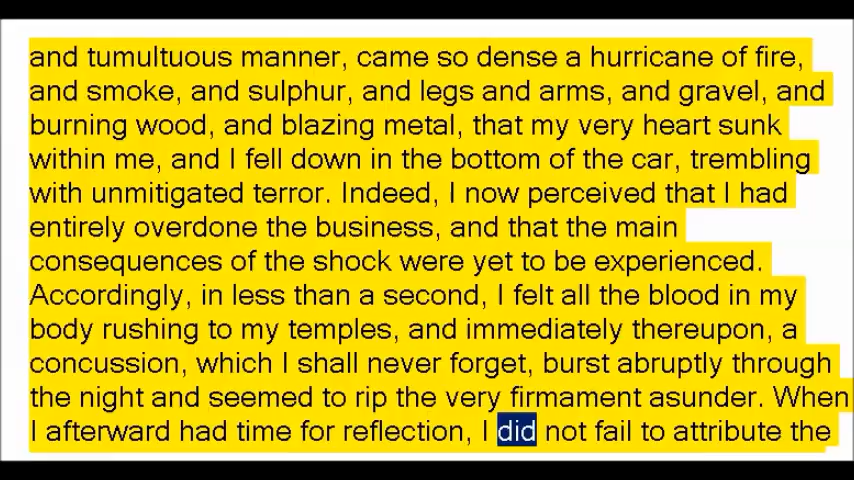 and tumultuous manner, came so dense a hurricane of fire,
and smoke, and sulphur, and legs and arms, and gravel, and
burning wood, and blazing metal, that my very heart sunk
within me, and I fell down in the bottom of the car, trembling
with unmitigated terror. Indeed, I now perceived that I had
entirely overdone the business, and that the main
consequences of the shock were yet to be experienced.
Accordingly, in less than a second, I felt all the blood in my
body rushing to my temples, and immediately thereupon, a
concussion, which I shall never forget, burst abruptly through
the night and seemed to rip the very firmament asunder. When
I afterward had time for reflection, I did not fail to attribute the